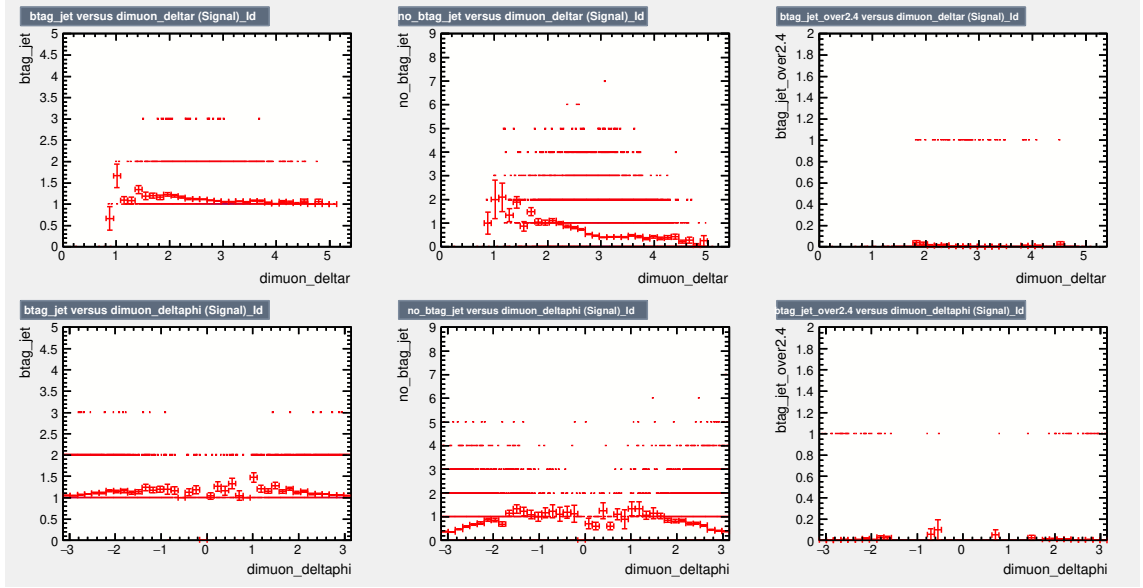 btag_jet versus dimuon_deltar (Signal)_Id
btag_jet
5
4.5
4
3.5
3
2.5
2
1.5
1
0.5
0
0 1 2 3 4 5
dimuon_deltar
no_btag_jet versus dimuon_deltar (Signal)_Id
no_btag_jet
9
8
7
6
5
4
3
2
1
0
0 1 2 3 4 5
dimuon_deltar
btag_jet_over2.4 versus dimuon_deltar (Signal)_Id
btag_jet_over2.4
2
1.8
1.6
1.4
1.2
1
0.8
0.6
0.4
0.2
0
0 1 2 3 4 5
dimuon_deltar
btag_jet versus dimuon_deltaphi (Signal)_Id
btag_jet
5
4.5
4
3.5
3
2.5
2
1.5
1
0.5
0
−3 −2 −1 0 1 2 3
dimuon_deltaphi
no_btag_jet versus dimuon_deltaphi (Signal)_Id
no_btag_jet
9
8
7
6
5
4
3
2
1
0
−3 −2 −1 0 1 2 3
dimuon_deltaphi
btag_jet_over2.4 versus dimuon_deltaphi (Signal)_Id
btag_jet_over2.4
2
1.8
1.6
1.4
1.2
1
0.8
0.6
0.4
0.2
0
−3 −2 −1 0 1 2 3
dimuon_deltaphi